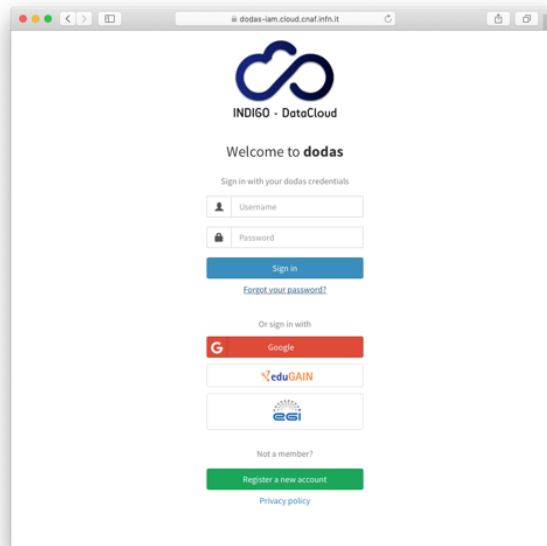 dodas-iam.cloud.cnaf.infn.it
INDIGO - DataCloud
Welcome to dodas
Sign in with your dodas credentials
Username
Password
Sign in
Forgot your password?
Or sign in with
G Google
eduGAIN
egi
Not a member?
Register a new account
Privacy policy